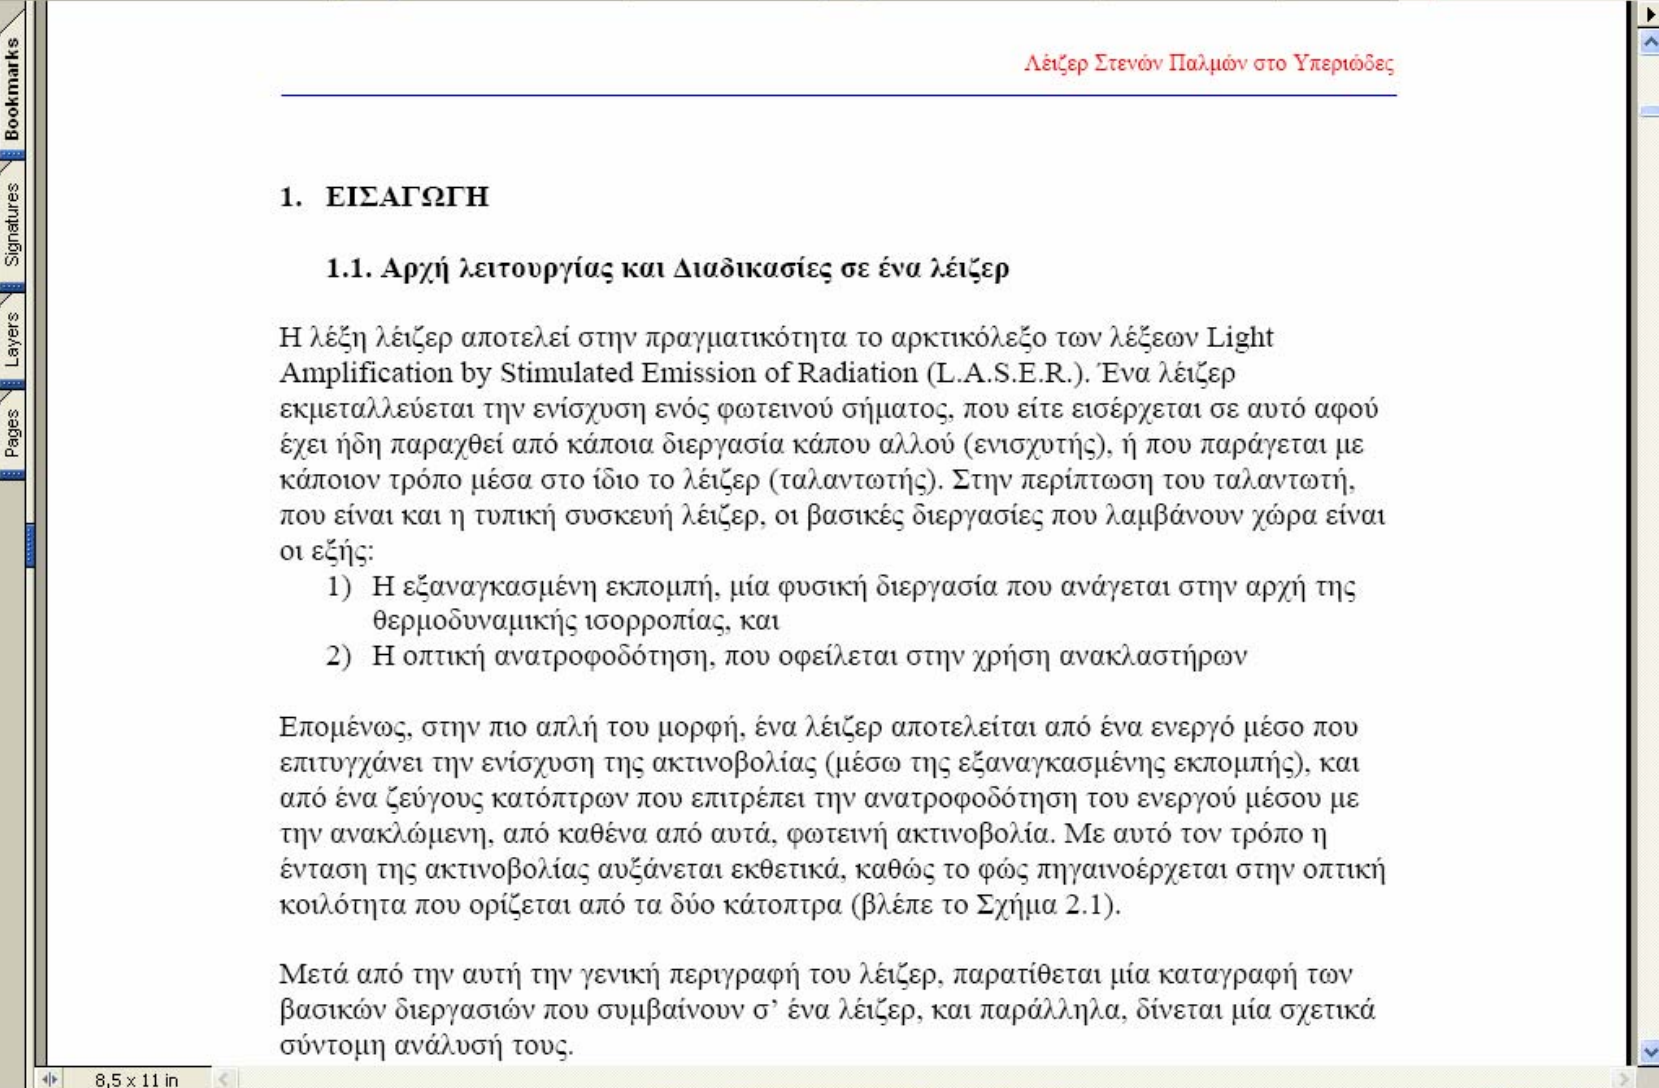 Λέιζερ Στενών Παλμών στο Υπεριώδες
Bookmarks
Signatures
Layers
Pages
1. ΕΙΣΑΓΩΓΗ
1.1. Αρχή λειτουργίας και Διαδικασίες σε ένα λέιζερ
Η λέξη λέιζερ αποτελεί στην πραγματικότητα το αρκτικόλεξο των λέξεων Light
Amplification by Stimulated Emission of Radiation (L.A.S.E.R.). Ένα λέιζερ
εκμεταλλεύεται την ενίσχυση ενός φωτεινού σήματος, που είτε εισέρχεται σε αυτό αφού
έχει ήδη παραχθεί από κάποια διεργασία κάπου αλλού (ενισχυτής), ή που παράγεται με
κάποιον τρόπο μέσα στο ίδιο το λέιζερ (ταλαντωτής). Στην περίπτωση του ταλαντωτή,
που είναι και η τυπική συσκευή λέιζερ, οι βασικές διεργασίες που λαμβάνουν χώρα είναι
οι εξής:
1) Η εξαναγκασμένη εκπομπή, μία φυσική διεργασία που ανάγεται στην αρχή της
θερμοδυναμικής ισορροπίας, και
2) Η οπτική ανατροφοδότηση, που οφείλεται στην χρήση ανακλαστήρων
Επομένως, στην πιο απλή του μορφή, ένα λέιζερ αποτελείται από ένα ενεργό μέσο που
επιτυγχάνει την ενίσχυση της ακτινοβολίας (μέσω της εξαναγκασμένης εκπομπής), και
από ένα ζεύγους κατόπτρων που επιτρέπει την ανατροφοδότηση του ενεργού μέσου με
την ανακλώμενη, από καθένα από αυτά, φωτεινή ακτινοβολία. Με αυτό τον τρόπο η
ένταση της ακτινοβολίας αυξάνεται εκθετικά, καθώς το φώς πηγαινοέρχεται στην οπτική
κοιλότητα που ορίζεται από τα δύο κάτοπτρα (βλέπε το Σχήμα 2.1).
Μετά από την αυτή την γενική περιγραφή του λέιζερ, παρατίθεται μία καταγραφή των
βασικών διεργασιών που συμβαίνουν σ’ ένα λέιζερ, και παράλληλα, δίνεται μία σχετικά
σύντομη ανάλυσή τους.
8,5 x 11 in